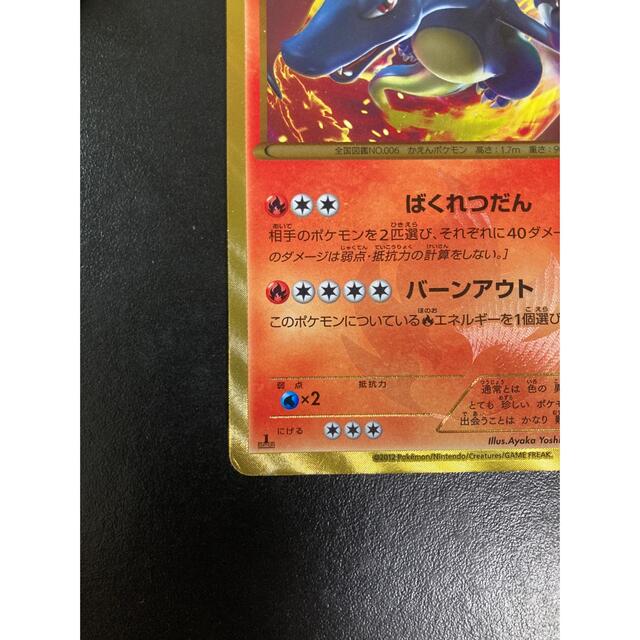 全国図鑑NO.006 かえんポケモン 高さ：1.7m 重さ：9
ばくれつだん
相手のポケモンを2匹選び、それぞれに40ダメー
のダメージは弱点・抵抗力の計算をしない。]
バーンアウト
このポケモンについているエネルギーを1個選び
弱点 抵抗力
×2
にげる
通常とは 色の
とても 珍しい ポケモ
出会うことは かなり
Illus.Ayaka Yoshi
©2012 Pokémon/Nintendo/Creatures/GAME FREAK.